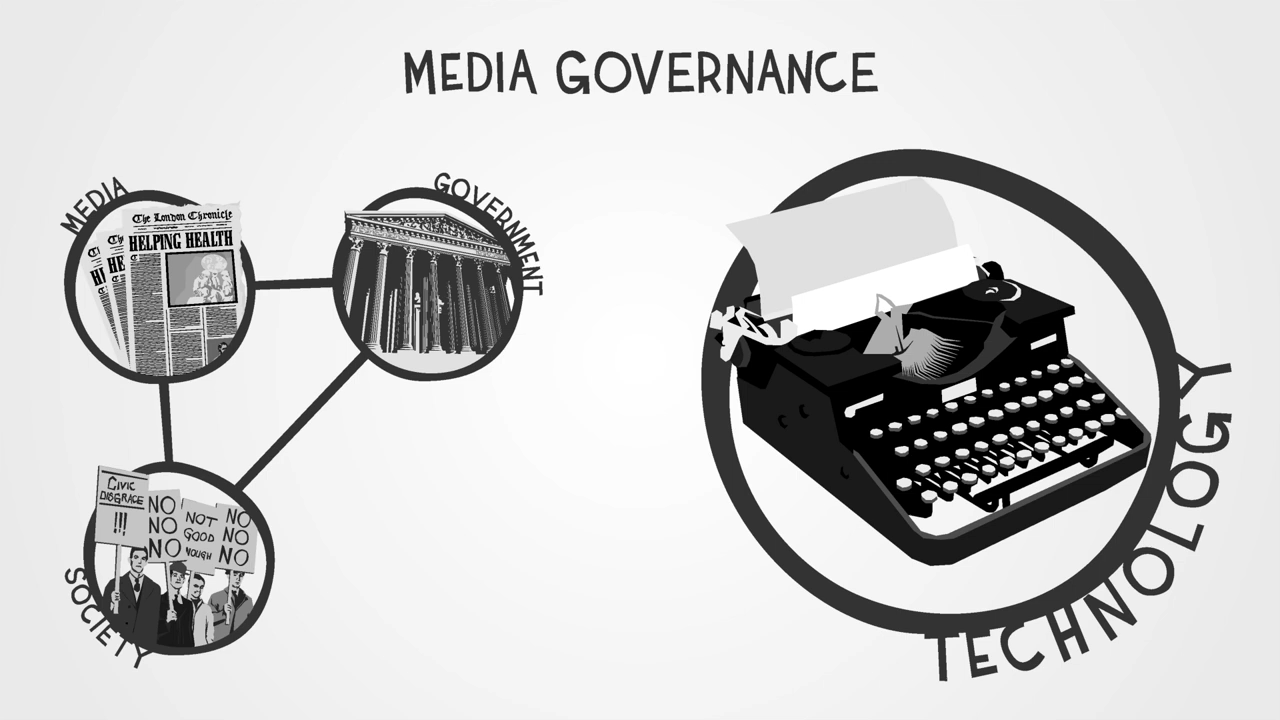 MEDIA GOVERNANCE
MEDIA
The London Chronicle
HELPING HEALTH
GOVERNMENT
CIVIC
DISGRACE
!!!
NO
NO
NO
NOT
GOOD
NOUGH
NO
NO
NO
SOCIETY
TECHNOLOGY